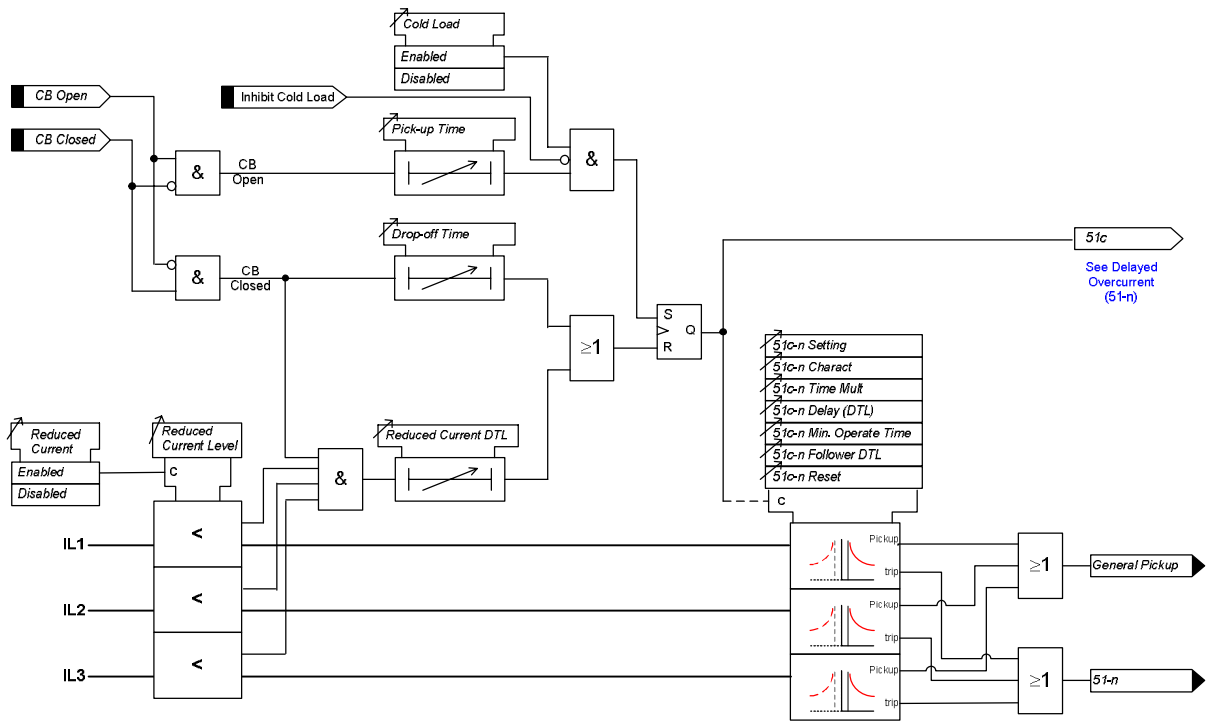 Cold Load
Enabled
Disabled
CB Open
Inhibit Cold Load
CB Closed
Pick-up Time
&
CB
Open
&
Drop-off Time
&
CB
Closed
51c
See Delayed
Overcurrent
(51-n)
S
Q
R
≥1
51c-n Setting
51c-n Charact
51c-n Time Mult
51c-n Delay (DTL)
51c-n Min. Operate Time
51c-n Follower DTL
51c-n Reset
C
Reduced
Current
Enabled
Disabled
Reduced
Current Level
C
Reduced Current DTL
&
IL1
<
Pickup
trip
≥1
General Pickup
IL2
<
Pickup
trip
IL3
<
Pickup
trip
≥1
51-n